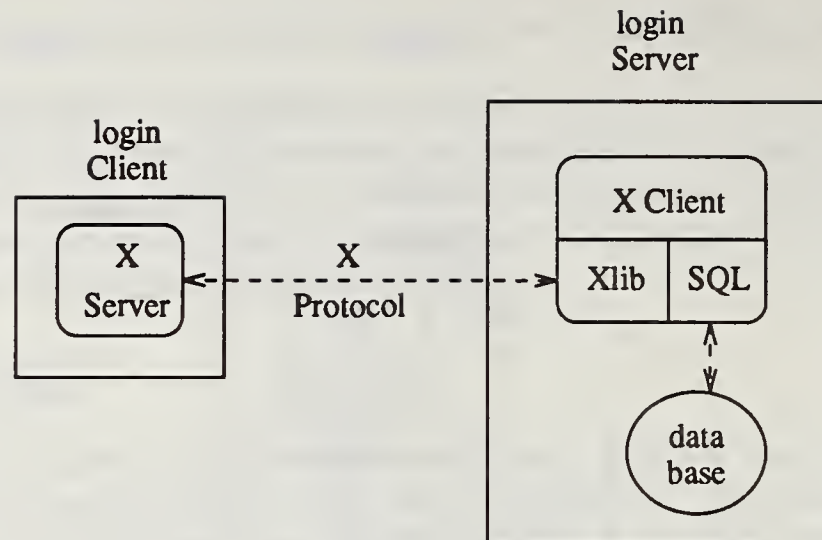 login
Server
login
Client
X
Server
X
Protocol
X Client
Xlib
SQL
data
base